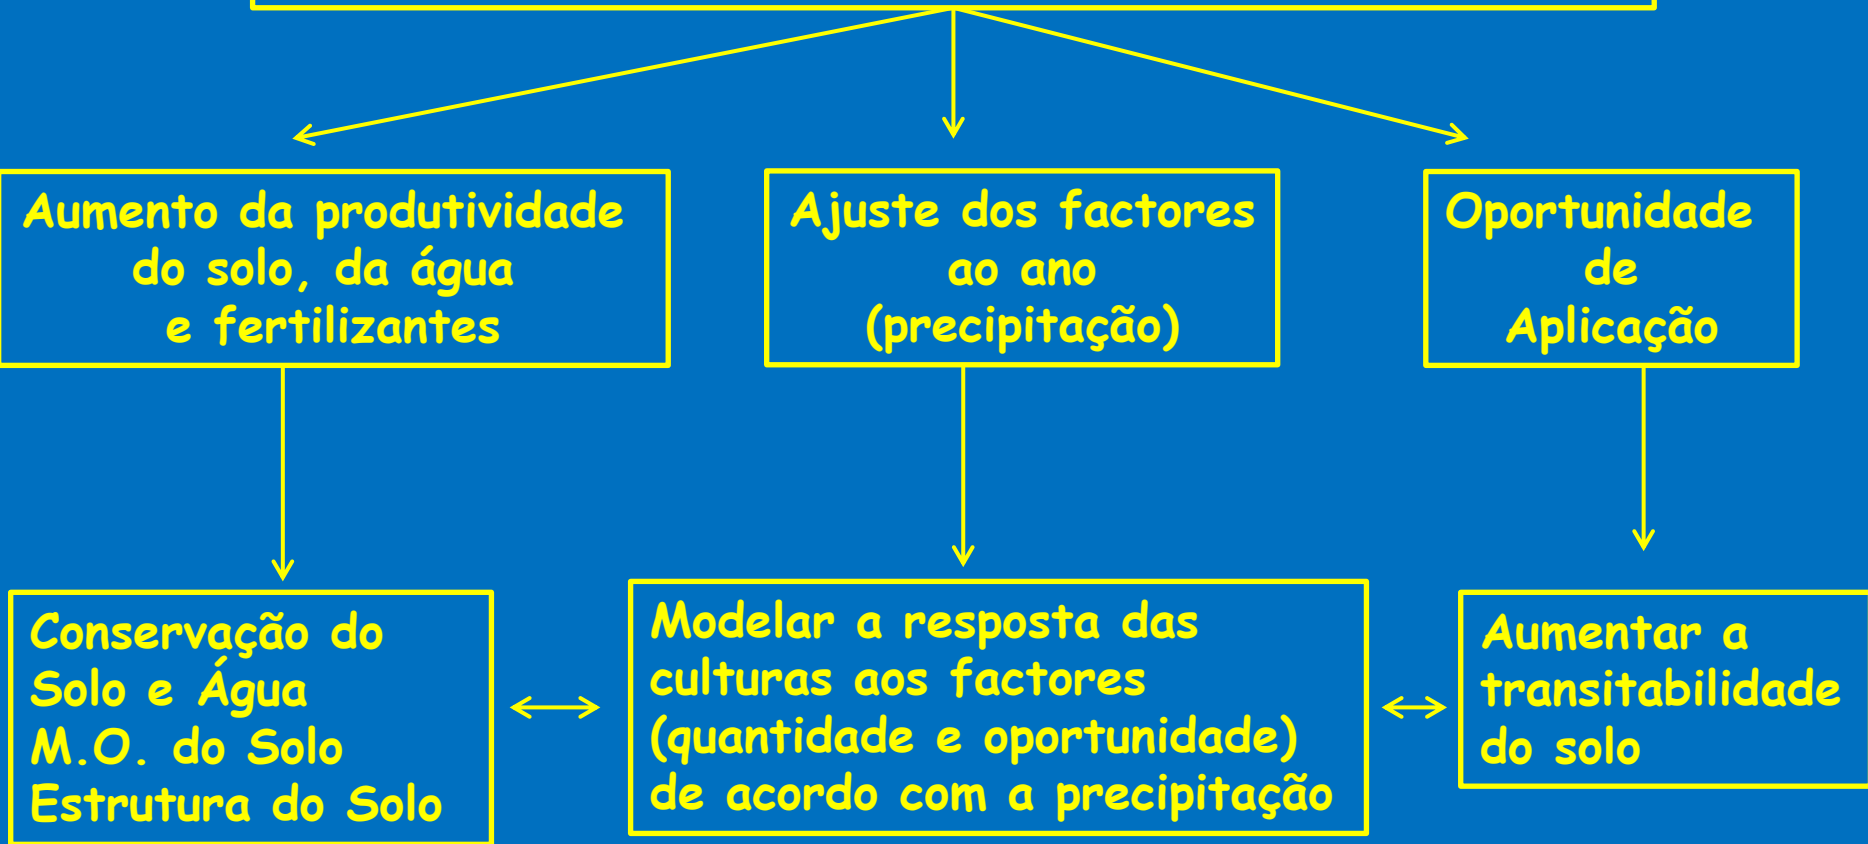 Aumento da produtividade
do solo, da água
e fertilizantes
Ajuste dos factores
ao ano
(precipitação)
Oportunidade
de
Aplicação
Conservação do
Solo e Água
M.O. do Solo
Estrutura do Solo
Modelar a resposta das
culturas aos factores
(quantidade e oportunidade)
de acordo com a precipitação
Aumentar a
transitabilidade
do solo